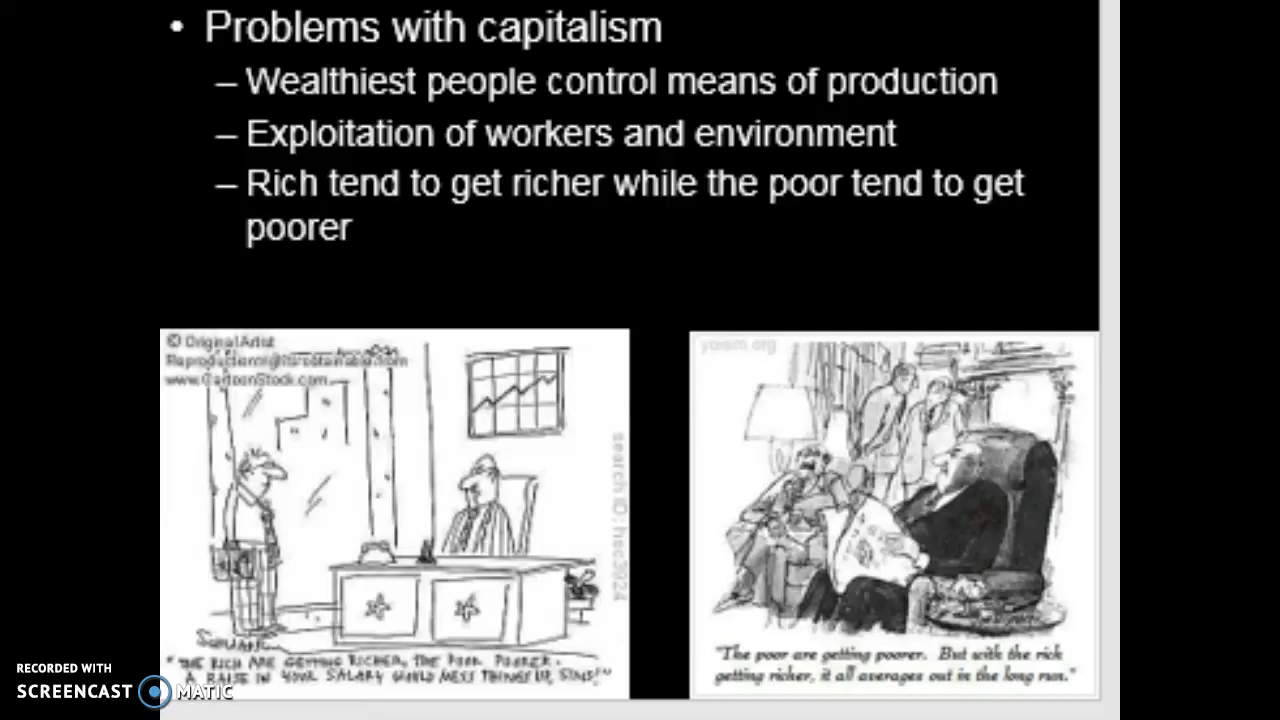 • Problems with capitalism
– Wealthiest people control means of production
– Exploitation of workers and environment
– Rich tend to get richer while the poor tend to get
poorer
© Original Artist
Reproduction rights obtainable from
www.CartoonStock.com
yoism.org
"THE RICH ARE GETTING RICHER, THE POOR POORER.
A RAISE IN YOUR SALARY WOULD MESS THINGS UP,
"The poor are getting poorer. But with the rich
getting richer, it all averages out in the long run."
RECORDED WITH
SCREENCAST MATIC